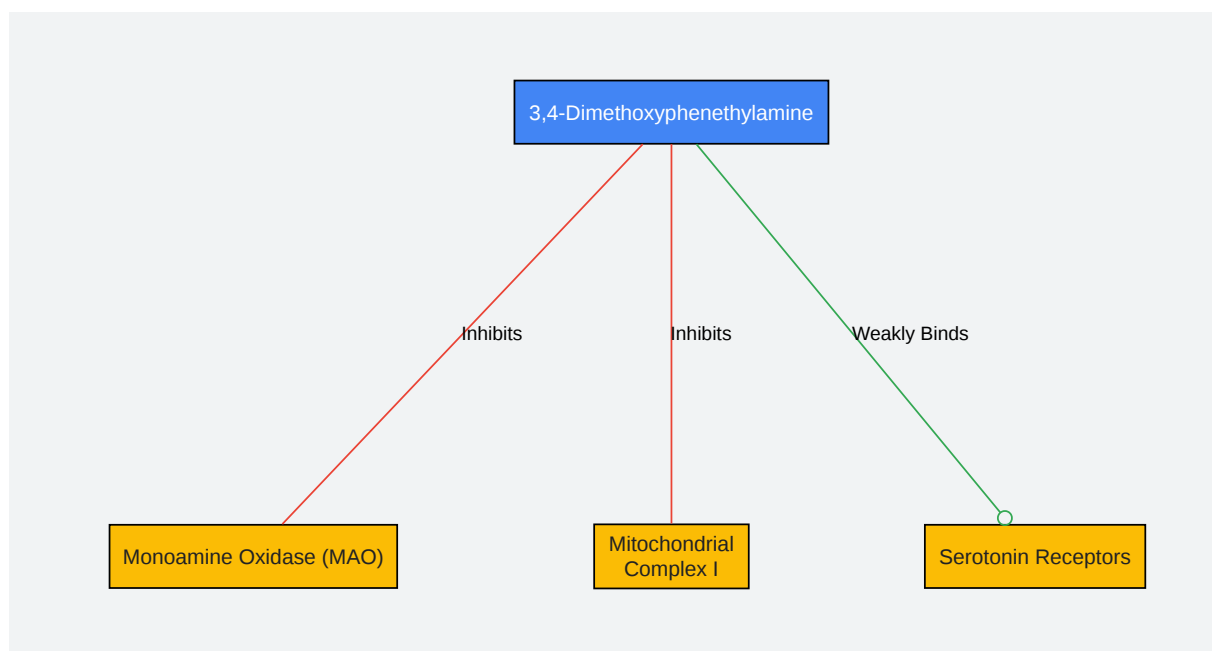 3,4-Dimethoxyphenethylamine
Inhibits
Inhibits
Weakly Binds
Monoamine Oxidase (MAO)
Mitochondrial
Complex I
Serotonin Receptors